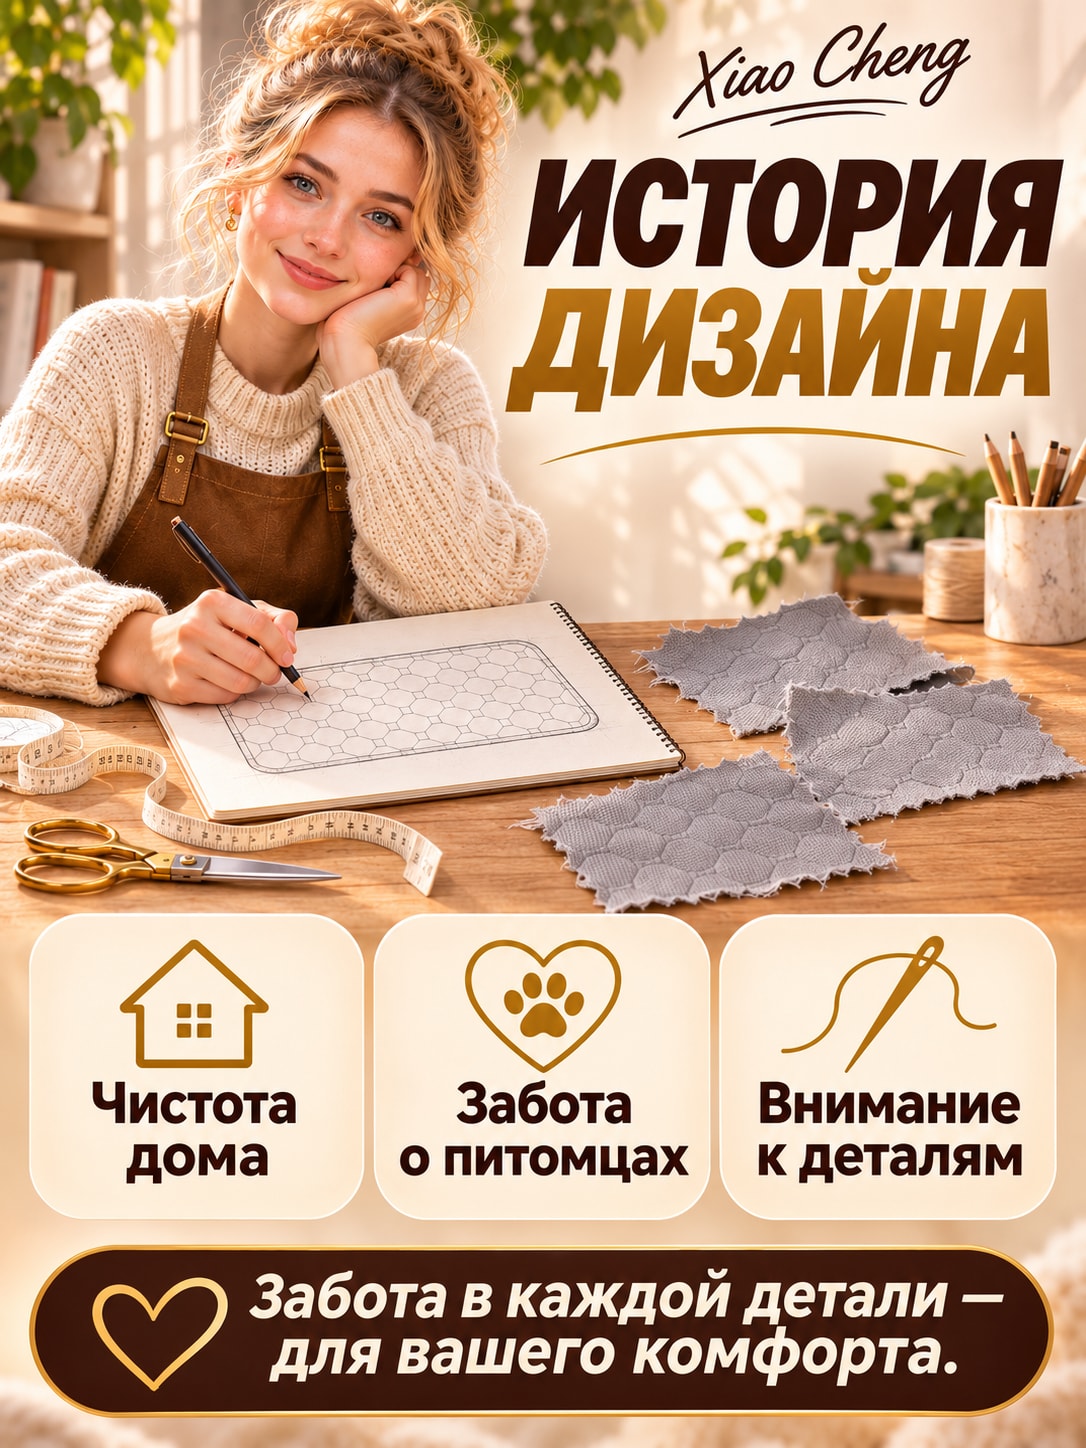 Xiao Cheng
ИСТОРИЯ
ДИЗАЙНА
Чистота
дома
Забота
о питомцах
Внимание
к деталям
Забота в каждой детали —
для вашего комфорта.